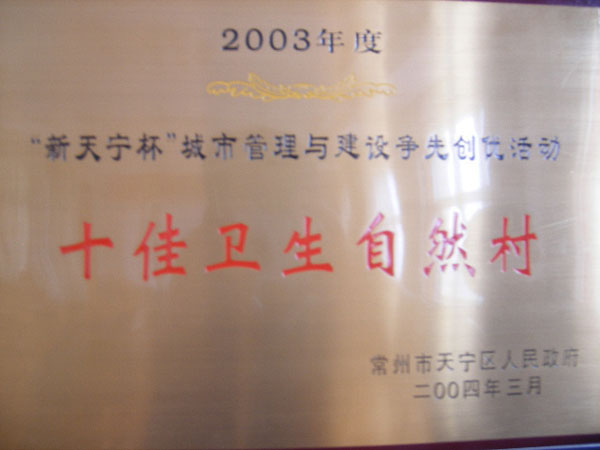 2003年度
“新天宁杯”城市管理与建设争先创优活动
十佳卫生自然村
常州市天宁区人民政府
二〇〇四年三月